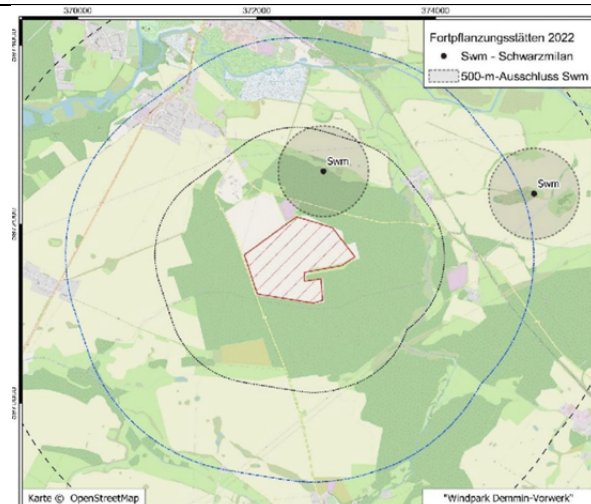 370000 372000 374000
Fortpflanzungsstätten 2022
Swm - Schwarzmilan
500-m-Ausschluss Swm
Swm
Swm
Karte © OpenStreetMap
"Windpark Demmin-Vorwerk"